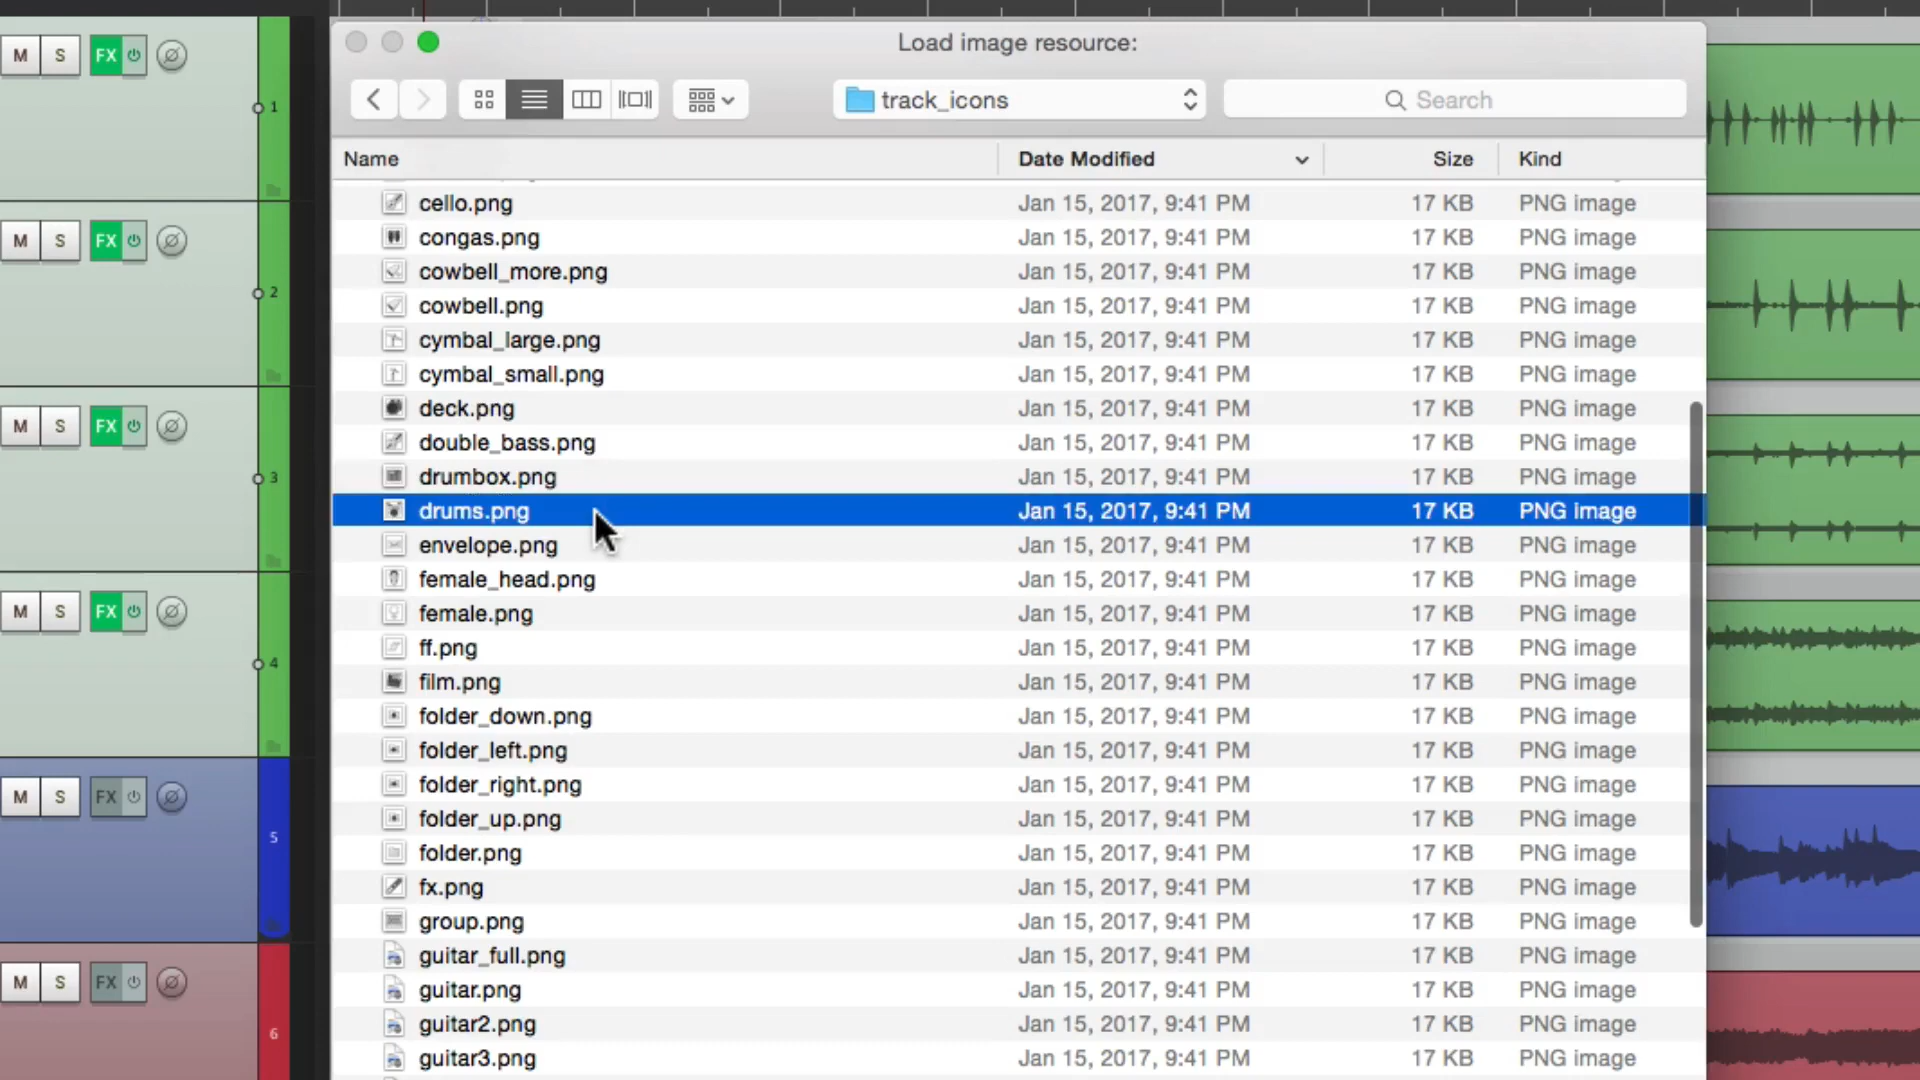 Load image resource:
track_icons
Search
Name Date Modified Size Kind
cello.png Jan 15, 2017, 9:41 PM 17 KB PNG image
congas.png Jan 15, 2017, 9:41 PM 17 KB PNG image
cowbell_more.png Jan 15, 2017, 9:41 PM 17 KB PNG image
cowbell.png Jan 15, 2017, 9:41 PM 17 KB PNG image
cymbal_large.png Jan 15, 2017, 9:41 PM 17 KB PNG image
cymbal_small.png Jan 15, 2017, 9:41 PM 17 KB PNG image
deck.png Jan 15, 2017, 9:41 PM 17 KB PNG image
double_bass.png Jan 15, 2017, 9:41 PM 17 KB PNG image
drumbox.png Jan 15, 2017, 9:41 PM 17 KB PNG image
drums.png Jan 15, 2017, 9:41 PM 17 KB PNG image
envelope.png Jan 15, 2017, 9:41 PM 17 KB PNG image
female_head.png Jan 15, 2017, 9:41 PM 17 KB PNG image
female.png Jan 15, 2017, 9:41 PM 17 KB PNG image
ff.png Jan 15, 2017, 9:41 PM 17 KB PNG image
film.png Jan 15, 2017, 9:41 PM 17 KB PNG image
folder_down.png Jan 15, 2017, 9:41 PM 17 KB PNG image
folder_left.png Jan 15, 2017, 9:41 PM 17 KB PNG image
folder_right.png Jan 15, 2017, 9:41 PM 17 KB PNG image
folder_up.png Jan 15, 2017, 9:41 PM 17 KB PNG image
folder.png Jan 15, 2017, 9:41 PM 17 KB PNG image
fx.png Jan 15, 2017, 9:41 PM 17 KB PNG image
group.png Jan 15, 2017, 9:41 PM 17 KB PNG image
guitar_full.png Jan 15, 2017, 9:41 PM 17 KB PNG image
guitar.png Jan 15, 2017, 9:41 PM 17 KB PNG image
guitar2.png Jan 15, 2017, 9:41 PM 17 KB PNG image
guitar3.png Jan 15, 2017, 9:41 PM 17 KB PNG image
M S FX
1
M S FX
2
M S FX
3
M S FX
4
M S FX
5
M S FX
6